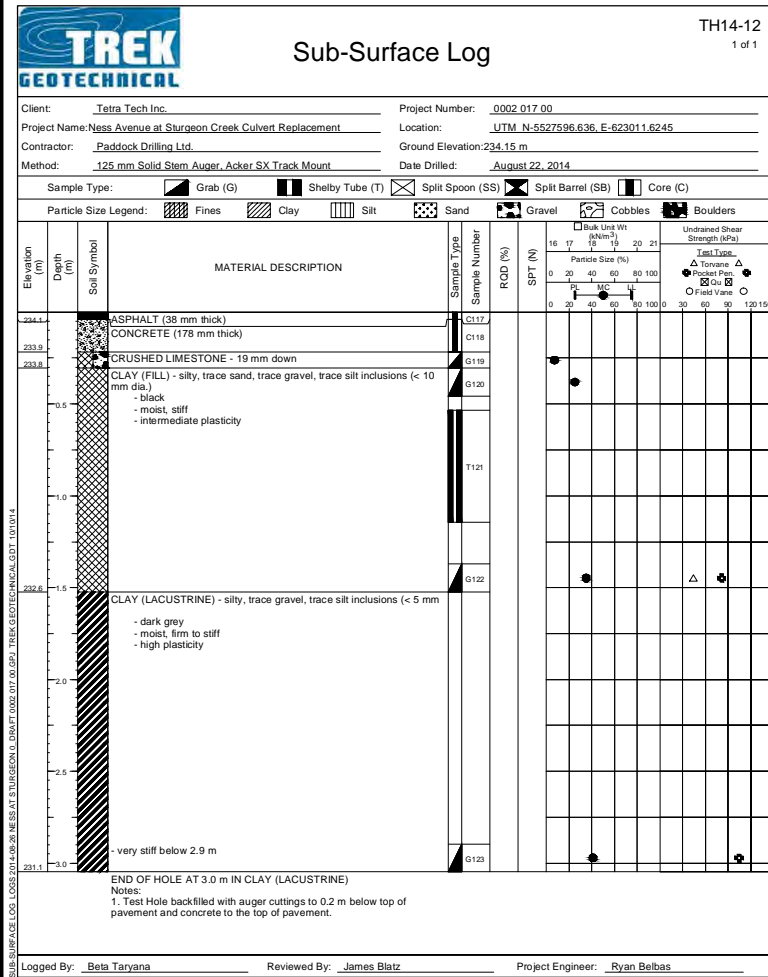 TREK
GEOTECHNICAL
Sub-Surface Log
TH14-12
1 of 1
Client: Tetra Tech Inc. Project Number: 0002 017 00
Project Name: Ness Avenue at Sturgeon Creek Culvert Replacement Location: UTM N-5527596.636, E-623011.6245
Contractor: Paddock Drilling Ltd. Ground Elevation: 234.15 m
Method: 125 mm Solid Stem Auger, Acker SX Track Mount Date Drilled: August 22, 2014
Sample Type: Grab (G) Shelby Tube (T) Split Spoon (SS) Split Barrel (SB) Core (C)
Particle Size Legend: Fines Clay Silt Sand Gravel Cobbles Boulders
Elevation (m)
Depth (m)
Soil Symbol
MATERIAL DESCRIPTION
Sample Type
Sample Number
RQD (%)
SPT (N)
Bulk Unit Wt (kN/m³)
16 17 18 19 20 21
Particle Size (%)
0 20 40 60 80 100
PL MC LL
0 20 40 60 80 100
Undrained Shear Strength (kPa)
Test Type
Torvane
Pocket Pen.
Qu
Field Vane
0 30 60 90 120 150
234.1 ASPHALT (38 mm thick) C117
CONCRETE (178 mm thick) C118
233.9
CRUSHED LIMESTONE - 19 mm down G119
233.8
CLAY (FILL) - silty, trace sand, trace gravel, trace silt inclusions (< 10 mm dia.) G120
- black
0.5
- moist, stiff
- intermediate plasticity
T121
1.0
G122
232.6 1.5
CLAY (LACUSTRINE) - silty, trace gravel, trace silt inclusions (< 5 mm
- dark grey
- moist, firm to stiff
- high plasticity
2.0
2.5
- very stiff below 2.9 m G123
231.1 3.0
END OF HOLE AT 3.0 m IN CLAY (LACUSTRINE)
Notes:
1. Test Hole backfilled with auger cuttings to 0.2 m below top of
pavement and concrete to the top of pavement.
SUB-SURFACE LOG LOGS 2014-08-26 NESS AT STURGEON 0_DRAFT 0002 017 00.GPJ TREK GEOTECHNICAL.GDT 10/10/14
Logged By: Beta Taryana Reviewed By: James Blatz Project Engineer: Ryan Belbas